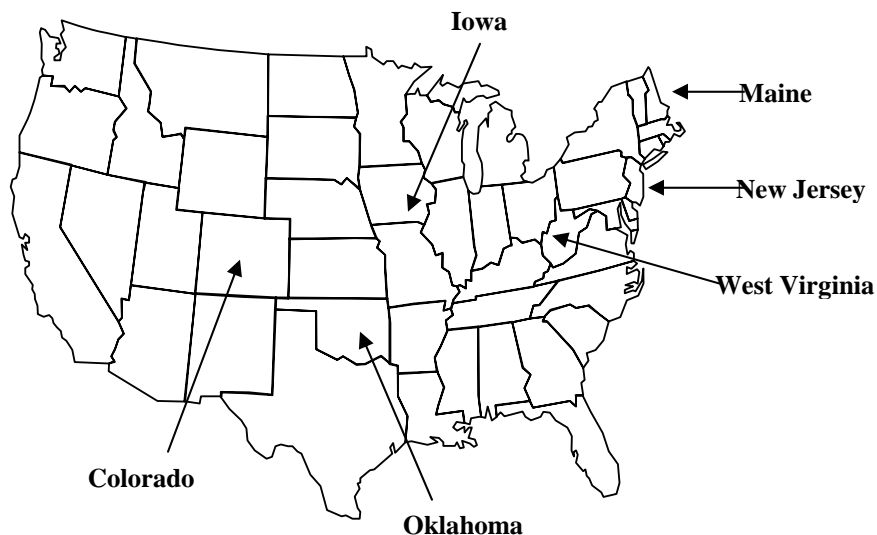 Iowa
Maine
New Jersey
West Virginia
Colorado
Oklahoma